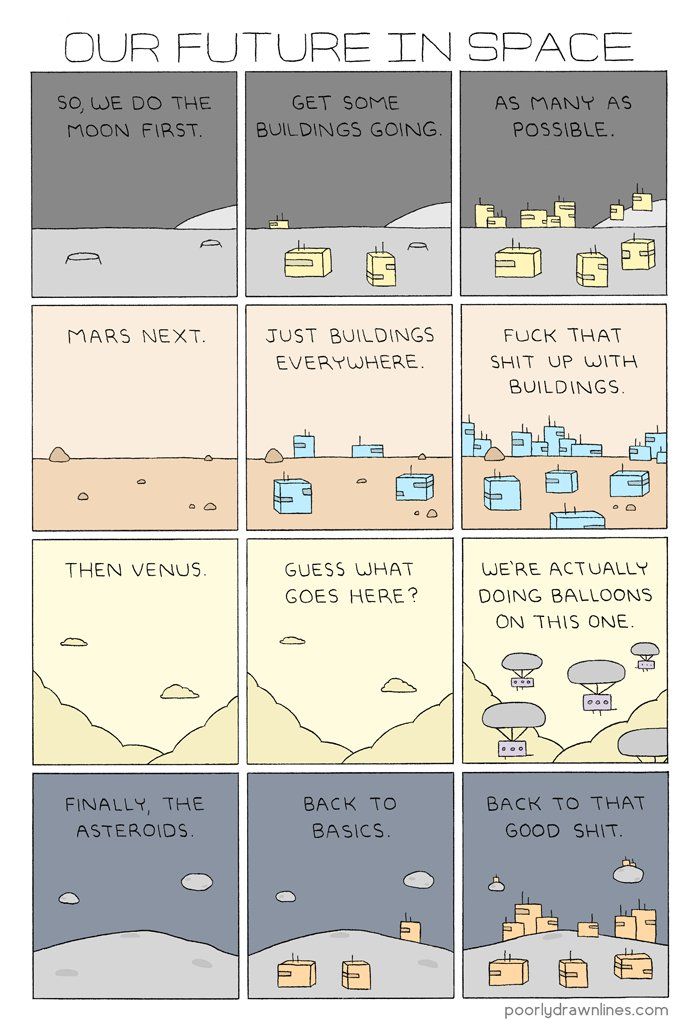 OUR FUTURE IN SPACE
SO, WE DO THE
MOON FIRST.
GET SOME
BUILDINGS GOING.
AS MANY AS
POSSIBLE.
MARS NEXT.
JUST BUILDINGS
EVERYWHERE.
FUCK THAT
SHIT UP WITH
BUILDINGS.
THEN VENUS.
GUESS WHAT
GOES HERE?
WE'RE ACTUALLY
DOING BALLOONS
ON THIS ONE.
FINALLY, THE
ASTEROIDS.
BACK TO
BASICS.
BACK TO THAT
GOOD SHIT.
poorlydrawnlines.com